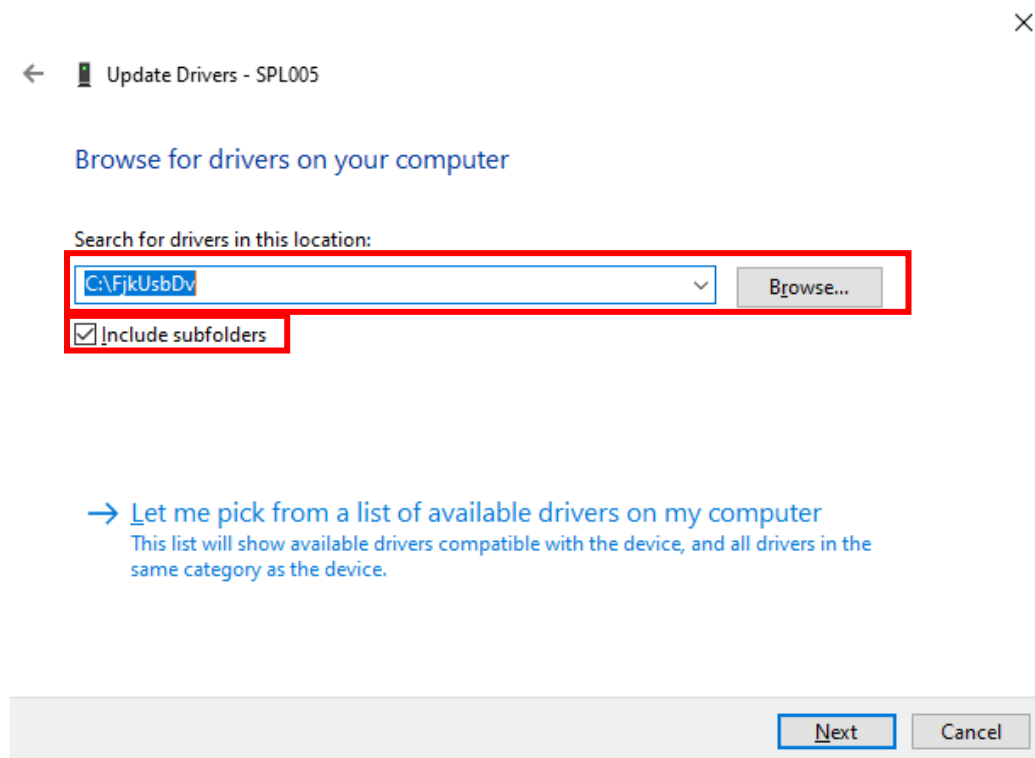 Update Drivers - SPL005
Browse for drivers on your computer
Search for drivers in this location:
C:\FjkUsbDv
Browse...
Include subfolders
Let me pick from a list of available drivers on my computer
This list will show available drivers compatible with the device, and all drivers in the
same category as the device.
Next
Cancel